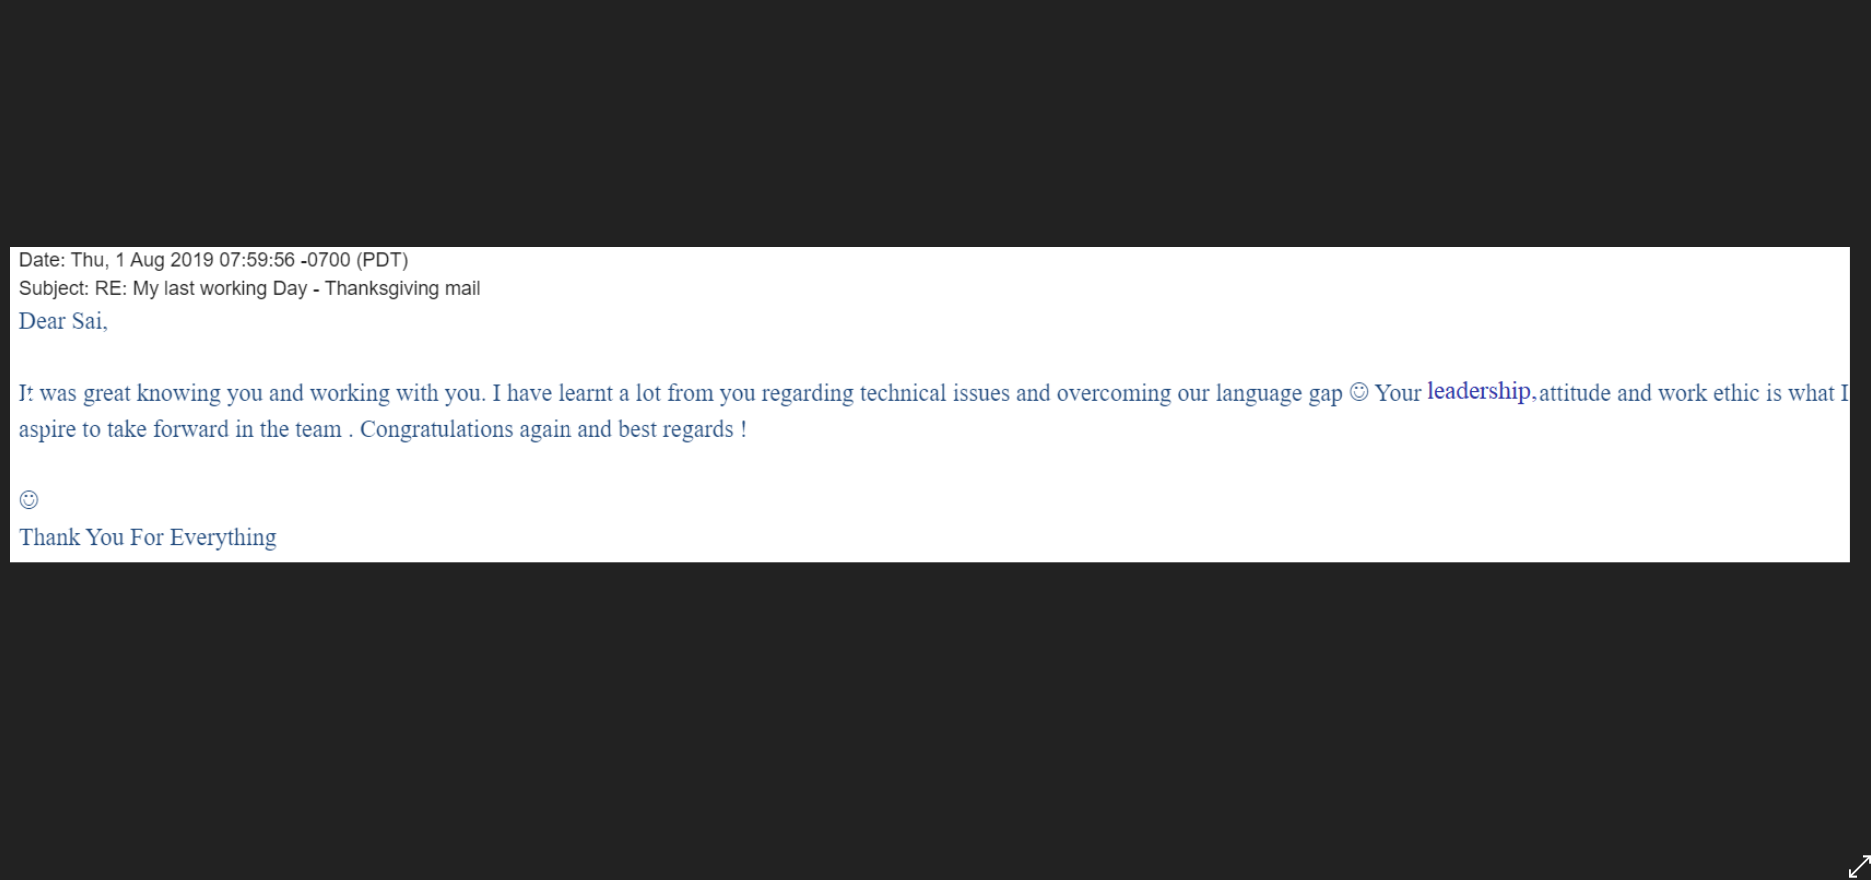 Date: Thu, 1 Aug 2019 07:59:56 -0700 (PDT)
Subject: RE: My last working Day - Thanksgiving mail
Dear Sai,
It was great knowing you and working with you. I have learnt a lot from you regarding technical issues and overcoming our language gap ☺ Your leadership,attitude and work ethic is what I
aspire to take forward in the team . Congratulations again and best regards !
☺
Thank You For Everything